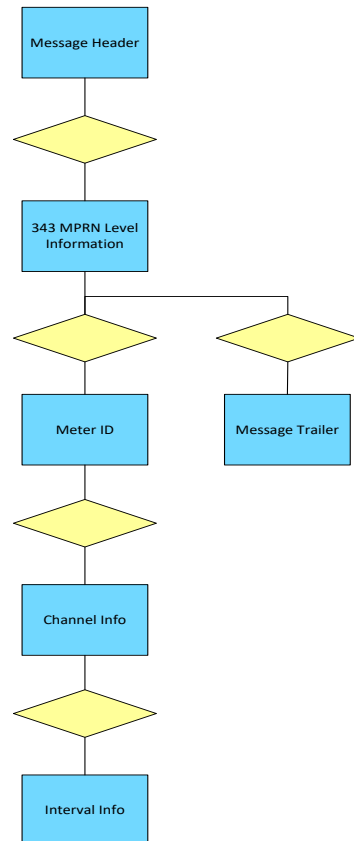 Message Header
343 MPRN Level
Information
Meter ID
Message Trailer
Channel Info
Interval Info